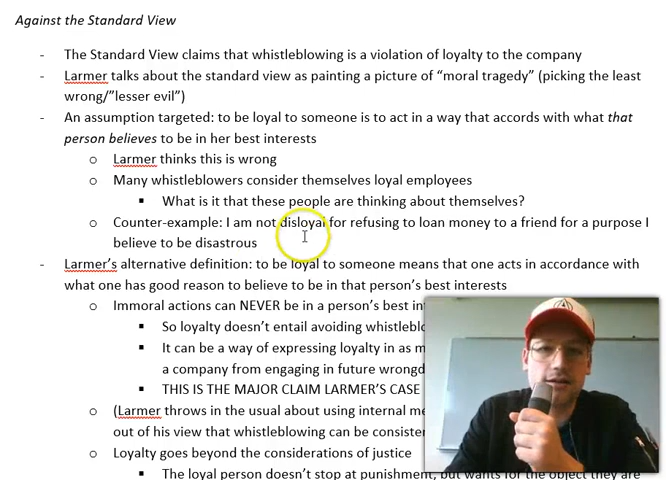 Against the Standard View
- The Standard View claims that whistleblowing is a violation of loyalty to the company
- Larmer talks about the standard view as painting a picture of “moral tragedy” (picking the least
wrong/”lesser evil”)
- An assumption targeted: to be loyal to someone is to act in a way that accords with what that
person believes to be in her best interests
o Larmer thinks this is wrong
o Many whistleblowers consider themselves loyal employees
▪ What is it that these people are thinking about themselves?
o Counter-example: I am not disloyal for refusing to loan money to a friend for a purpose I
believe to be disastrous
- Larmer’s alternative definition: to be loyal to someone means that one acts in accordance with
what one has good reason to believe to be in that person’s best interests
o Immoral actions can NEVER be in a person’s best
▪ So loyalty doesn’t entail avoiding
▪ It can be a way of expressing loyalty in as
a company from engaging in future
▪ THIS IS THE MAJOR CLAIM LARMER’S CASE
o (Larmer throws in the usual about using internal
out of his view that whistleblowing can be
o Loyalty goes beyond the considerations of justice
▪ The loyal person doesn’t stop at punishment, but wants for the object they are